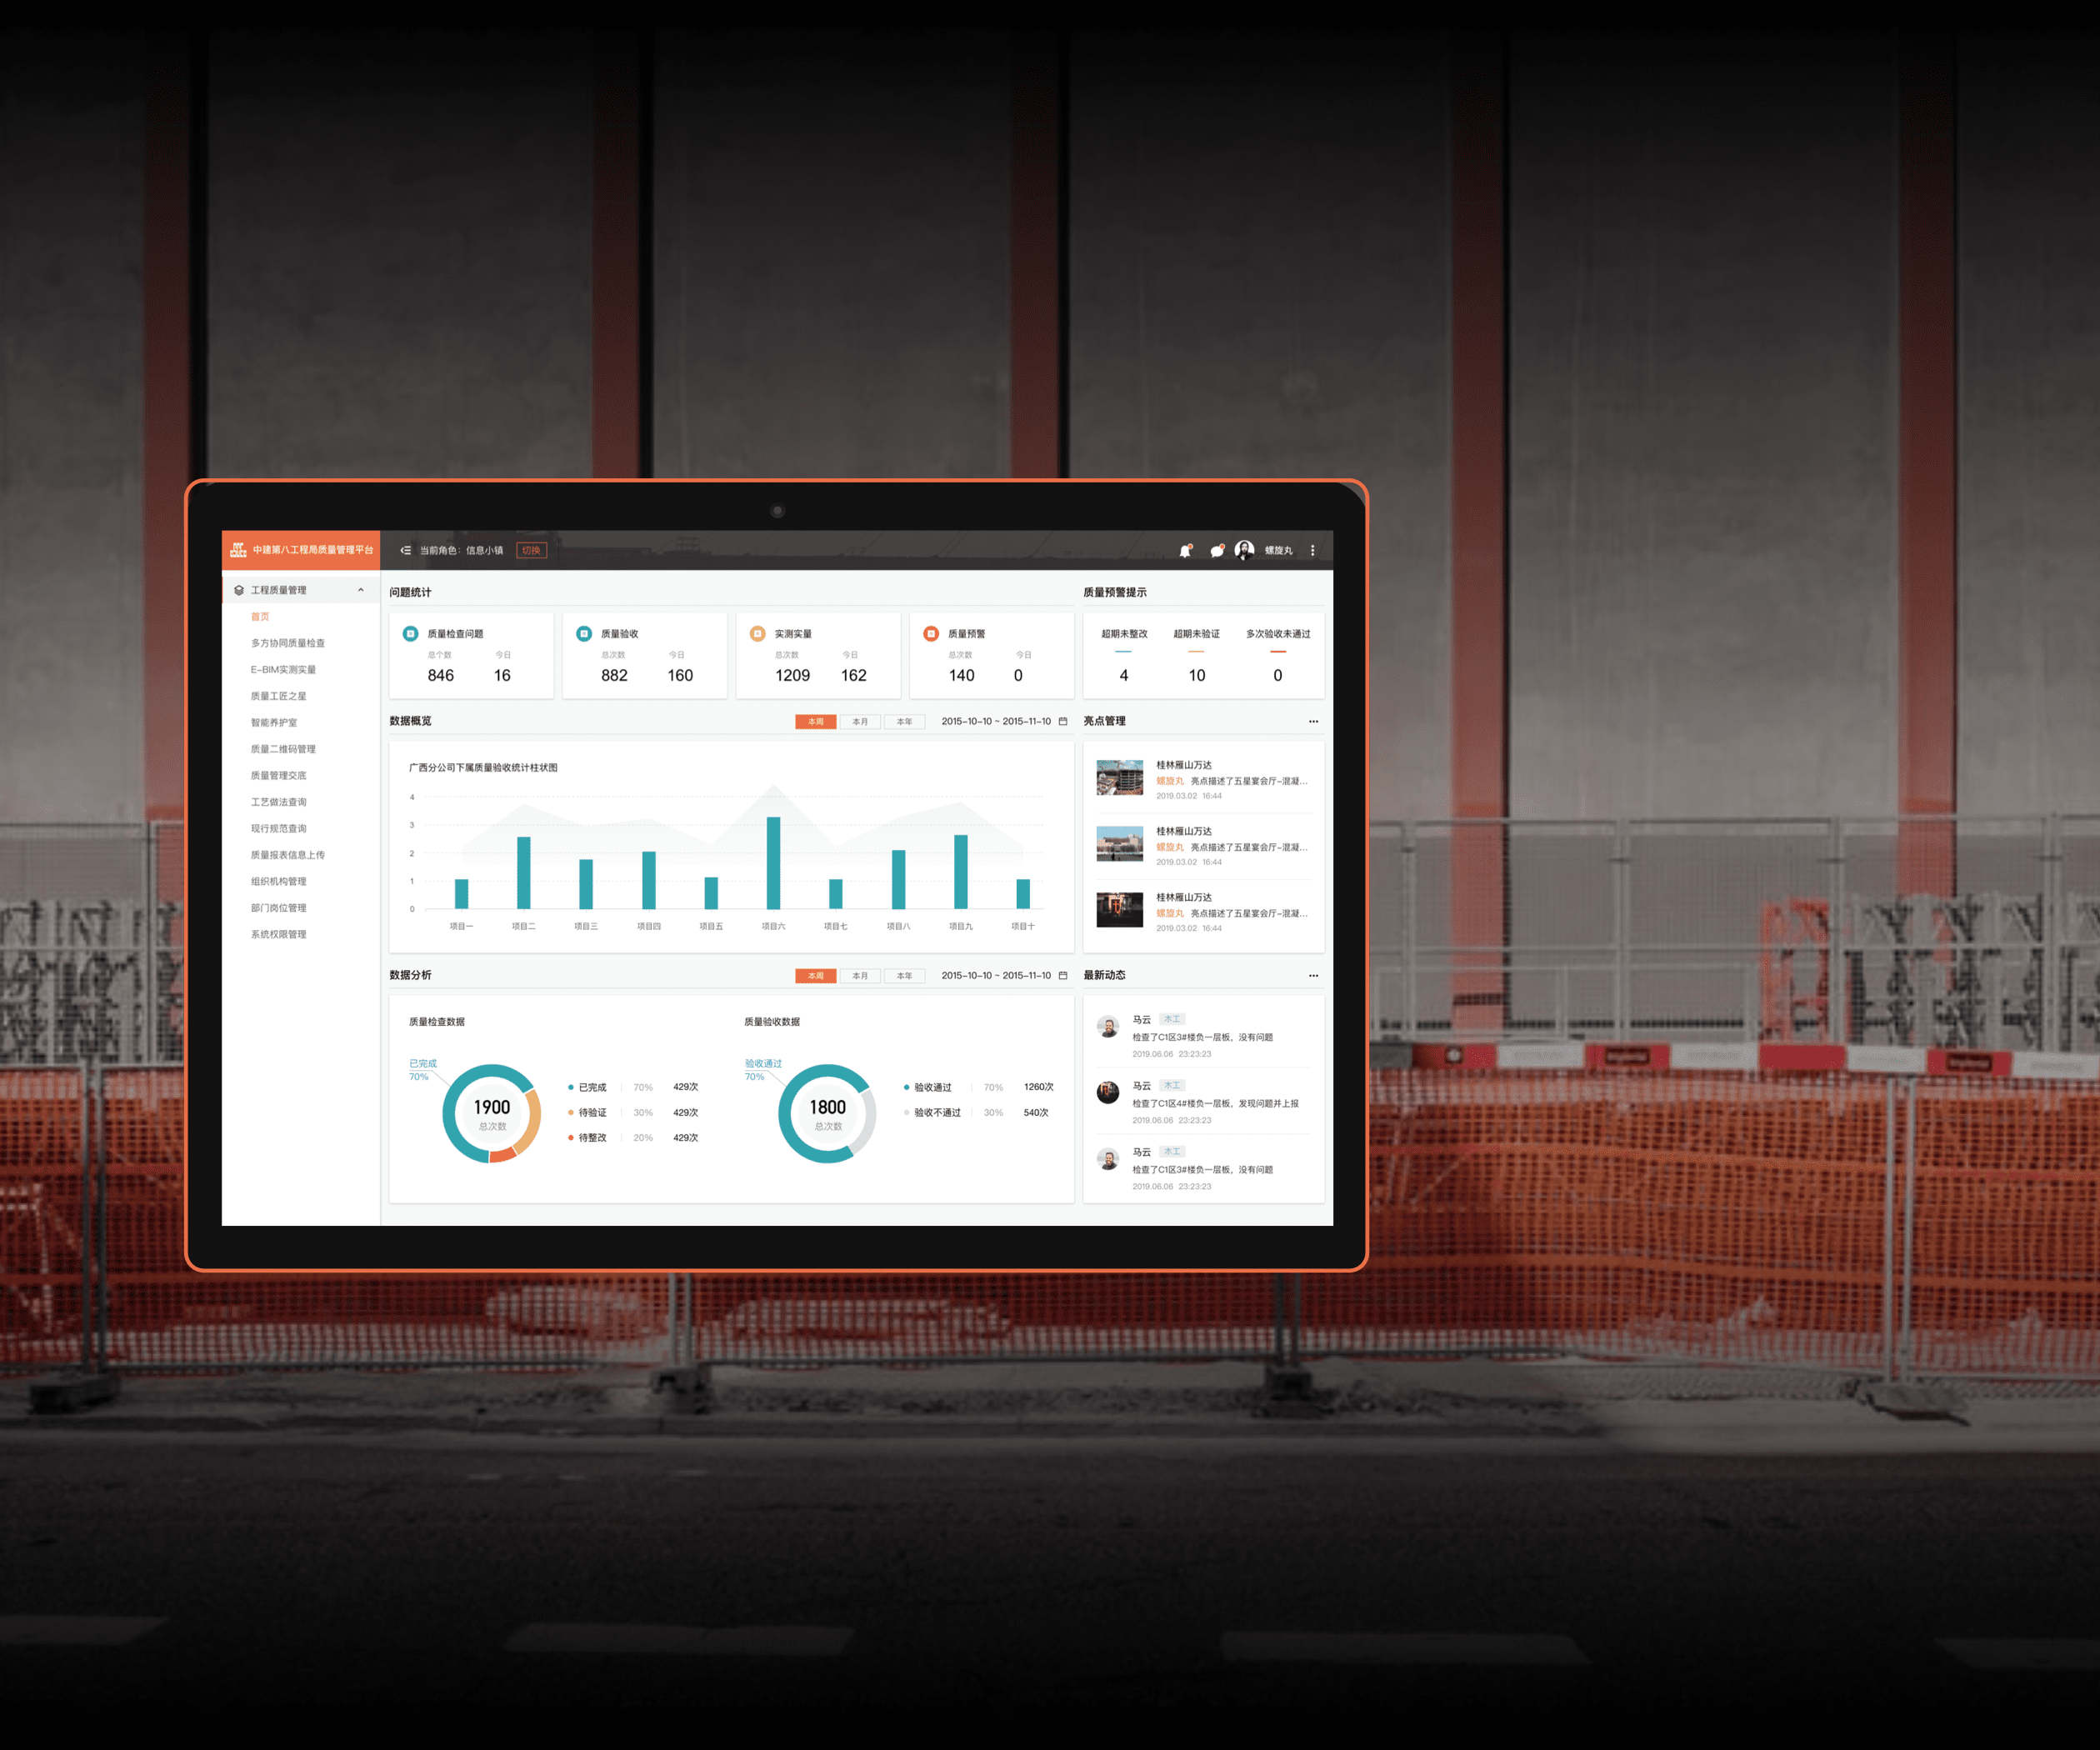 中建第八工程局质量管理平台
当前角色：信息小镇
切换
螺旋丸
工程质量管理
首页
多方协同质量检查
E-BIM实测实量
质量工匠之星
智能养护室
质量二维码管理
质量管理交底
工艺做法查询
现行规范查询
质量报表信息上传
组织机构管理
部门岗位管理
系统权限管理
问题统计
质量检查问题
总个数 今日
846 16
质量验收
总次数 今日
882 160
实测实量
总次数 今日
1209 162
质量预警
总次数 今日
140 0
质量预警提示
超期未整改 超期未验证 多次验收未通过
4 10 0
数据概览
本周 本月 本年 2015-10-10 ~ 2015-11-10
广西分公司下属质量验收统计柱状图
4
3
2
1
0
项目一 项目二 项目三 项目四 项目五 项目六 项目七 项目八 项目九 项目十
亮点管理
桂林雁山万达
螺旋丸 亮点描述了五星宴会厅-混凝...
2019.03.02 16:44
桂林雁山万达
螺旋丸 亮点描述了五星宴会厅-混凝...
2019.03.02 16:44
桂林雁山万达
螺旋丸 亮点描述了五星宴会厅-混凝...
2019.03.02 16:44
数据分析
本周 本月 本年 2015-10-10 ~ 2015-11-10
质量检查数据
已完成
70%
1900
总次数
已完成 70% 429次
待验证 30% 429次
待整改 20% 429次
质量验收数据
验收通过
70%
1800
总次数
验收通过 70% 1260次
验收不通过 30% 540次
最新动态
马云 木工
检查了C1区3#楼负一层板，没有问题
2019.06.06 23:23:23
马云 木工
检查了C1区4#楼负一层板，发现问题并上报
2019.06.06 23:23:23
马云 木工
检查了C1区3#楼负一层板，没有问题
2019.06.06 23:23:23